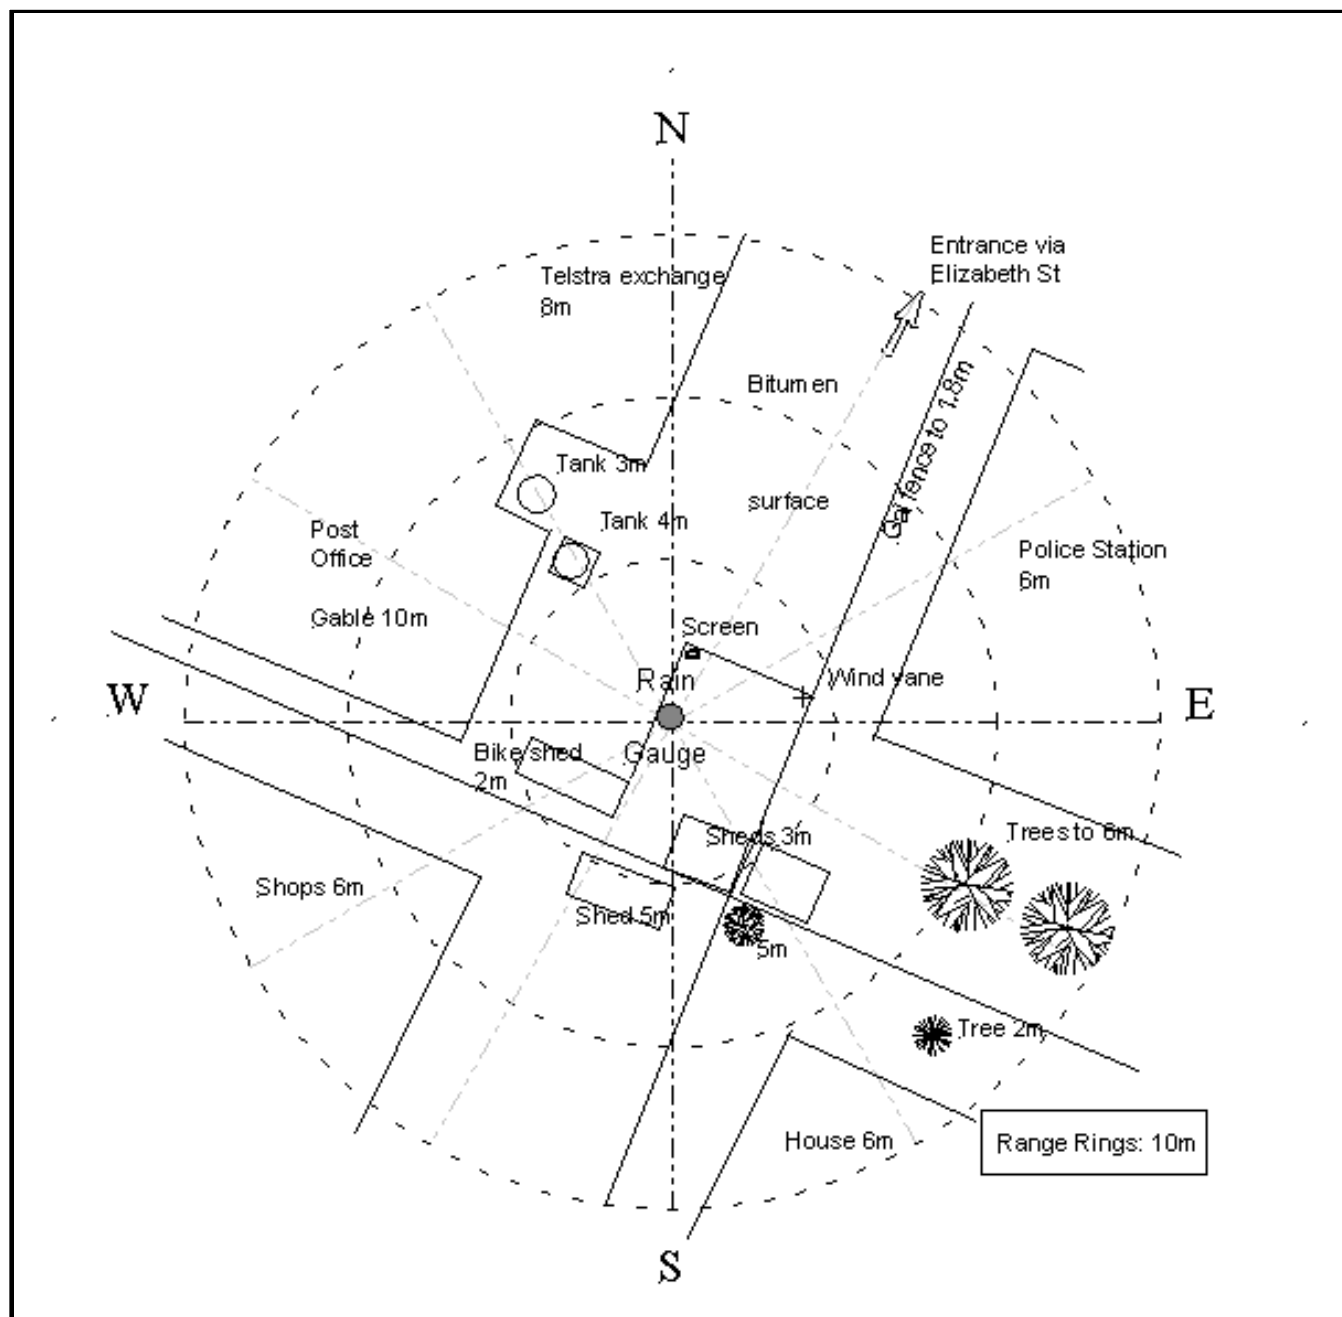 N
Entrance via
Elizabeth St
Telstra exchange
8m
Bitumen
Gal fence to 1.8m
Tank 3m
surface
Tank 4m
Post
Office
Police Station
6m
Gable 10m
Screen
Rain
Wind vane
W
E
Gauge
Bike shed
2m
Sheds 3m
Trees to 6m
Shops 6m
Shed 5m
5m
Tree 2m
House 6m
Range Rings: 10m
S